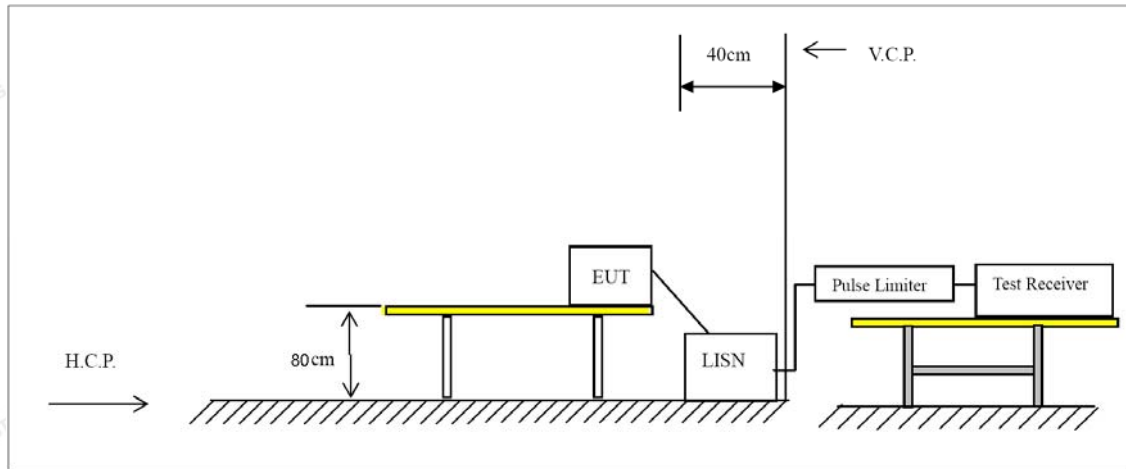 40cm
V.C.P.
EUT
Pulse Limiter
Test Receiver
80cm
LISN
H.C.P.